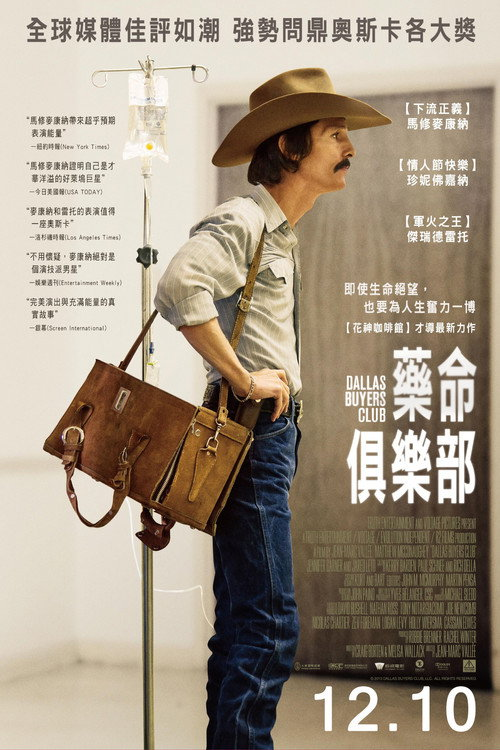 全球媒體佳評如潮 強勢問鼎奧斯卡各大獎
“馬修麥康納帶來超乎預期
表演能量”
—紐約時報(New York Times)
“馬修麥康納證明自己是才
華洋溢的好萊塢巨星”
—今日美國報(USA TODAY)
“麥康納和雷托的表演值得
一座奧斯卡”
—洛杉磯時報(Los Angeles Times)
“不用懷疑，麥康納絕對是
個演技派男星”
—娛樂週刊(Entertainment Weekly)
“完美演出與充滿能量的真
實故事”
—銀幕(Screen International)
【下流正義】
馬修麥康納
【情人節快樂】
珍妮佛嘉納
【軍火之王】
傑瑞德雷托
即使生命絕望，
也要為人生奮力一博
【花神咖啡館】才導最新力作
DALLAS
BUYERS
CLUB
藥命
俱樂部
12.10